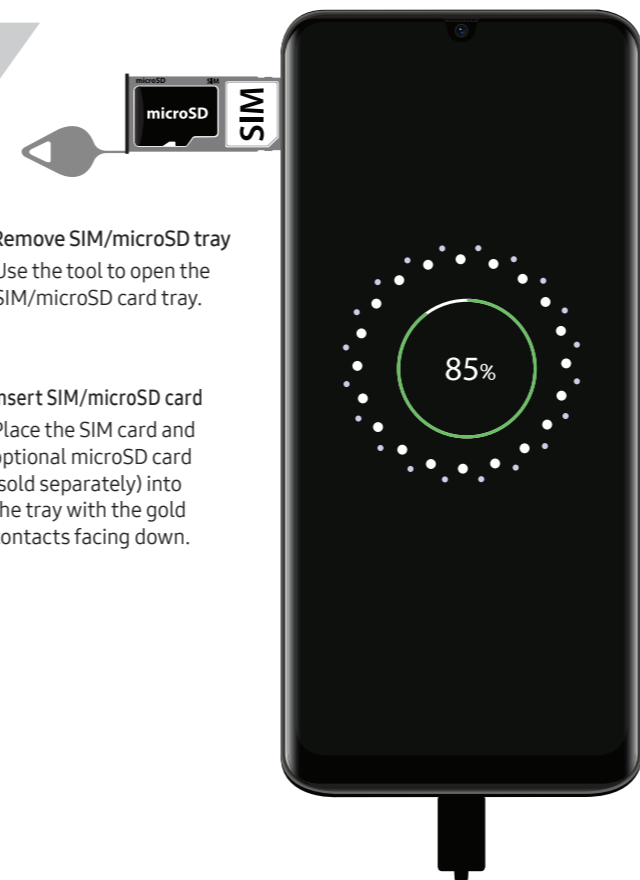 microSD SIM
microSD
SIM
Remove SIM/microSD tray
Use the tool to open the
SIM/microSD card tray.
nsert SIM/microSD card
Place the SIM card and
optional microSD card
sold separately) into
the tray with the gold
contacts facing down.
85%